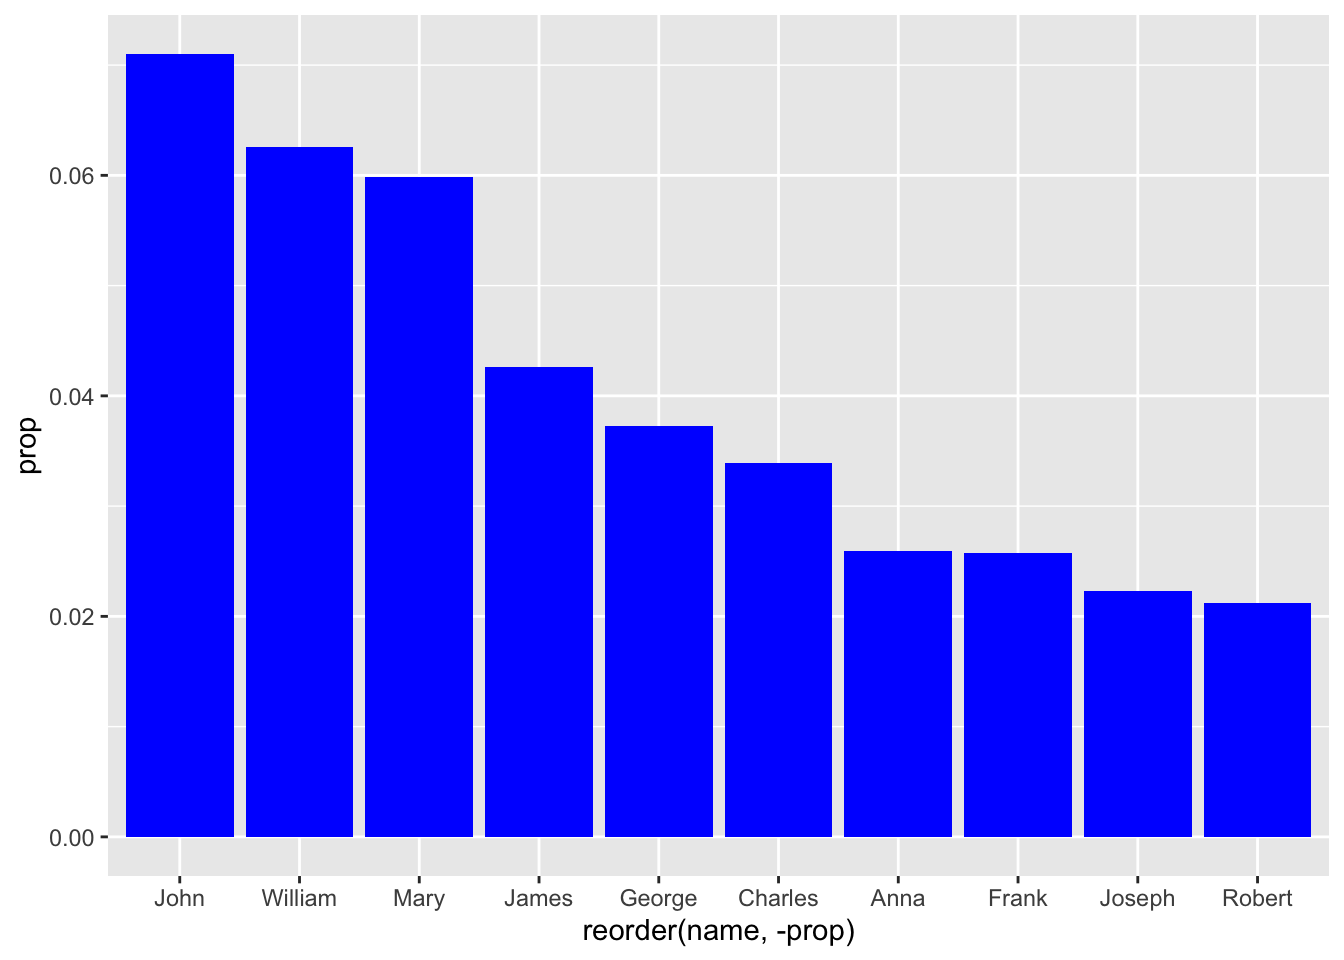 prop
0.06
0.04
0.02
0.00
John William Mary James George Charles Anna Frank Joseph Robert
reorder(name, -prop)